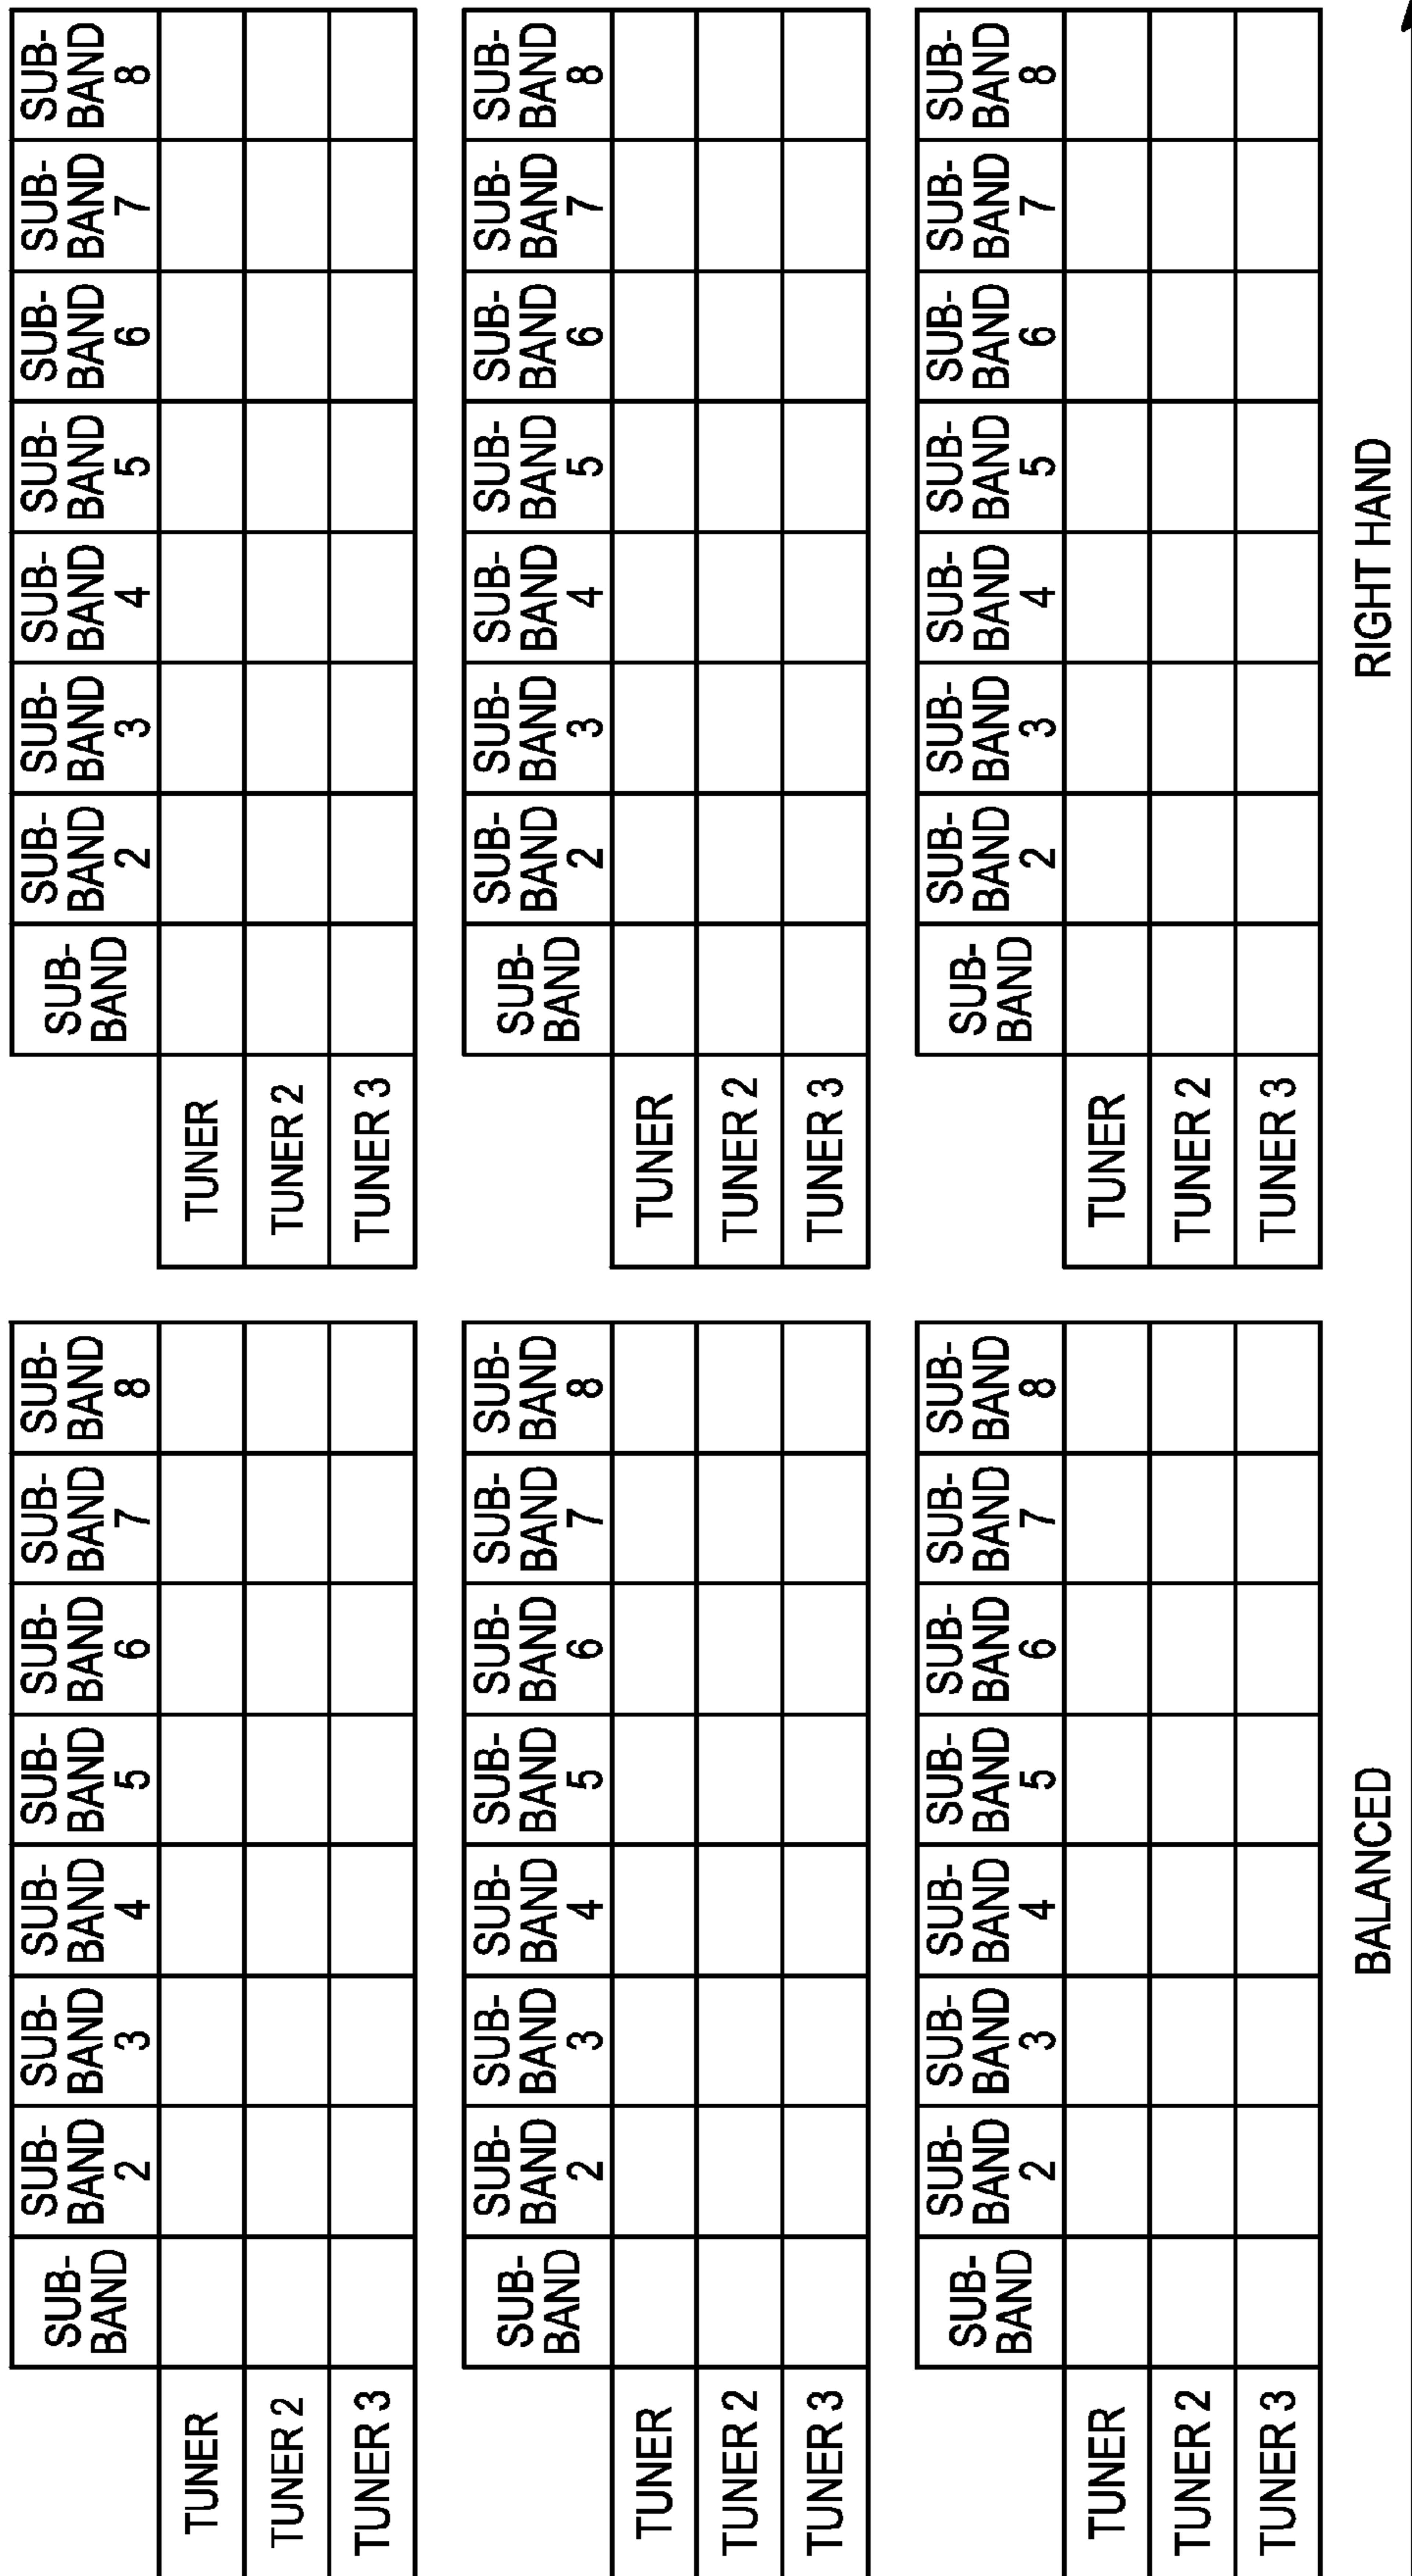 SUB-
BAND
SUB-
BAND
2
SUB-
BAND
3
SUB-
BAND
4
SUB-
BAND
5
SUB-
BAND
6
SUB-
BAND
7
SUB-
BAND
8
TUNER
TUNER 2
TUNER 3
SUB-
BAND
SUB-
BAND
2
SUB-
BAND
3
SUB-
BAND
4
SUB-
BAND
5
SUB-
BAND
6
SUB-
BAND
7
SUB-
BAND
8
TUNER
TUNER 2
TUNER 3
SUB-
BAND
SUB-
BAND
2
SUB-
BAND
3
SUB-
BAND
4
SUB-
BAND
5
SUB-
BAND
6
SUB-
BAND
7
SUB-
BAND
8
TUNER
TUNER 2
TUNER 3
SUB-
BAND
SUB-
BAND
2
SUB-
BAND
3
SUB-
BAND
4
SUB-
BAND
5
SUB-
BAND
6
SUB-
BAND
7
SUB-
BAND
8
TUNER
TUNER 2
TUNER 3
SUB-
BAND
SUB-
BAND
2
SUB-
BAND
3
SUB-
BAND
4
SUB-
BAND
5
SUB-
BAND
6
SUB-
BAND
7
SUB-
BAND
8
TUNER
TUNER 2
TUNER 3
SUB-
BAND
SUB-
BAND
2
SUB-
BAND
3
SUB-
BAND
4
SUB-
BAND
5
SUB-
BAND
6
SUB-
BAND
7
SUB-
BAND
8
TUNER
TUNER 2
TUNER 3
BALANCED
RIGHT HAND